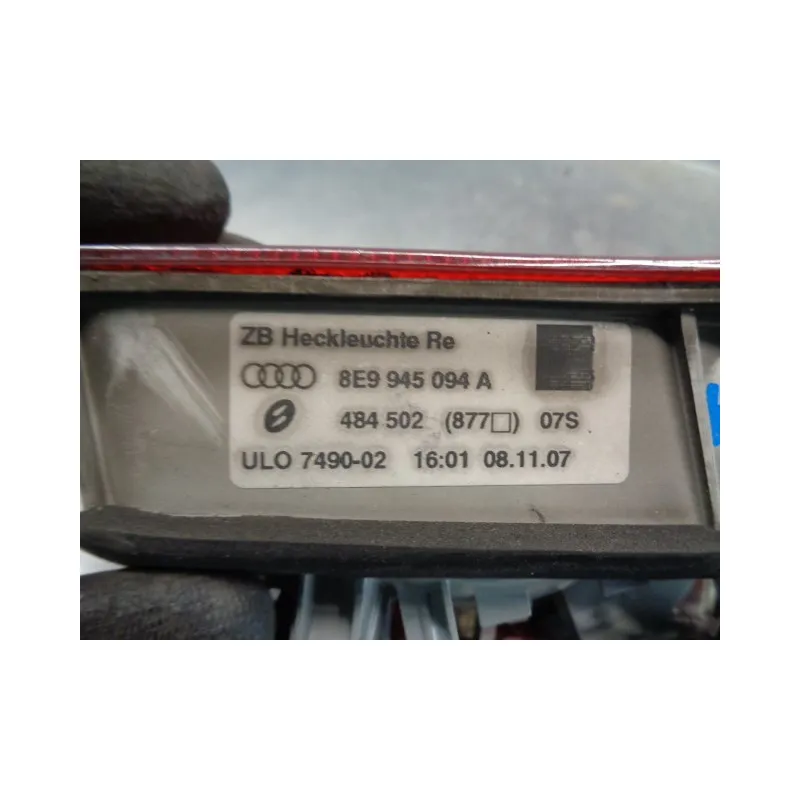 ZB Heckleuchte Re
8E9 945 094 A
484 502 (877□) 07S
ULO 7490-02 16:01 08.11.07